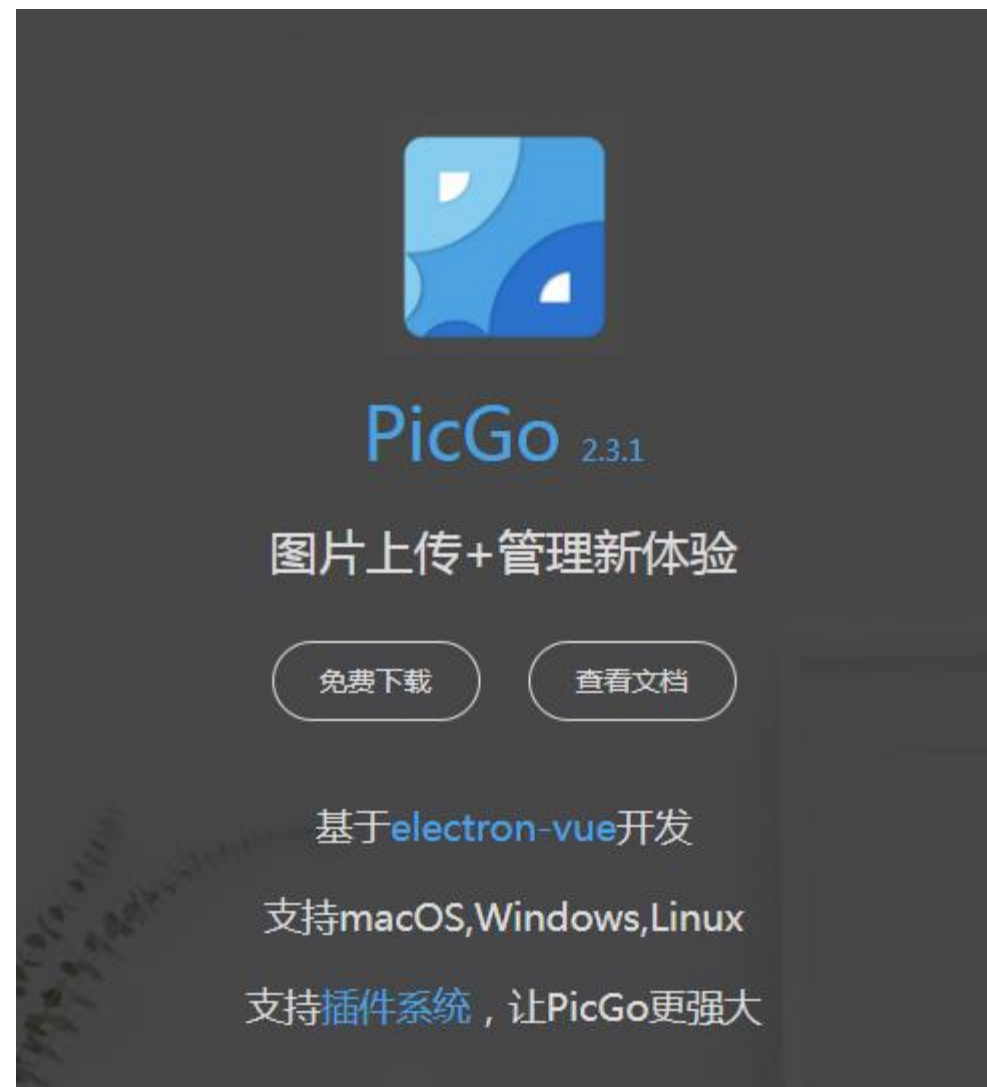 PicGo 2.3.1
图片上传+管理新体验
免费下载 查看文档
基于electron-vue开发
支持macOS,Windows,Linux
支持插件系统，让PicGo更强大